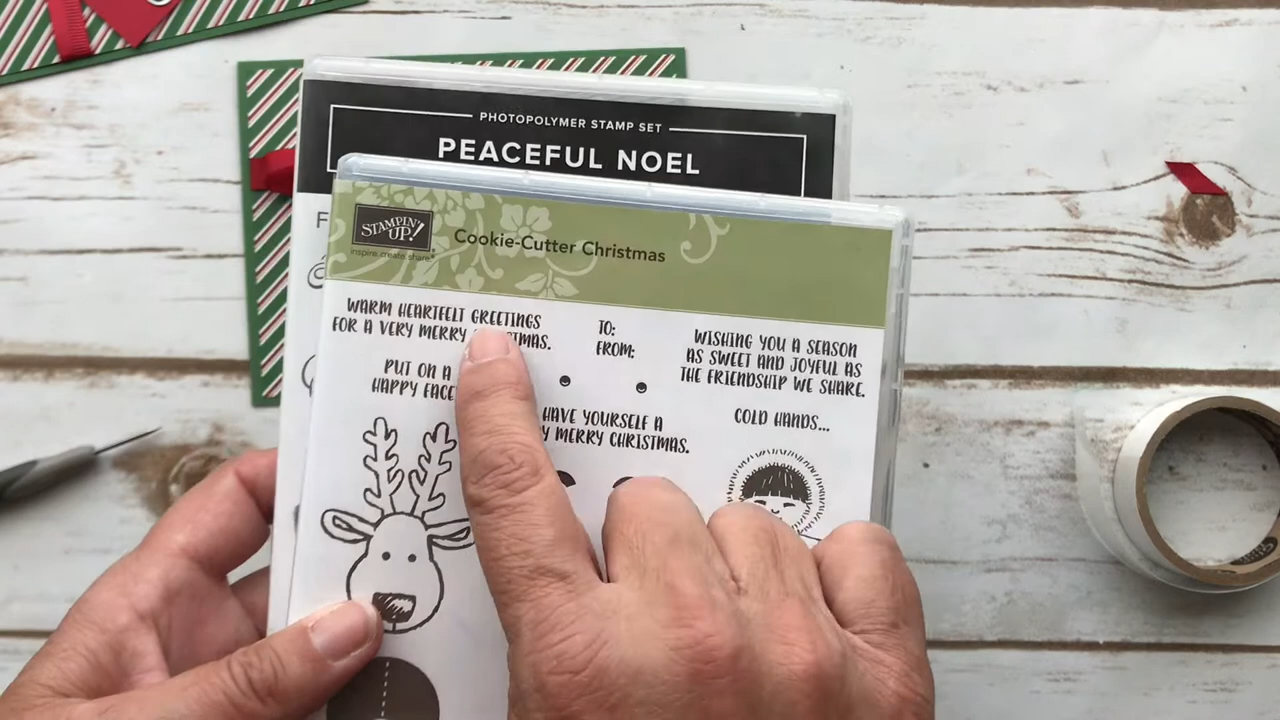 PHOTOPOLYMER STAMP SET
PEACEFUL NOEL
F
STAMPIN' UP!
inspire.create.share.
Cookie-Cutter Christmas
WARM HEARTFELT GREETINGS
FOR A VERY MERRY TMAS.
TO:
FROM:
WISHING YOU A SEASON
AS SWEET AND JOYFUL AS
THE FRIENDSHIP WE SHARE.
PUT ON A
HAPPY FACE
HAVE YOURSELF A
Y MERRY CHRISTMAS.
COLD HANDS...